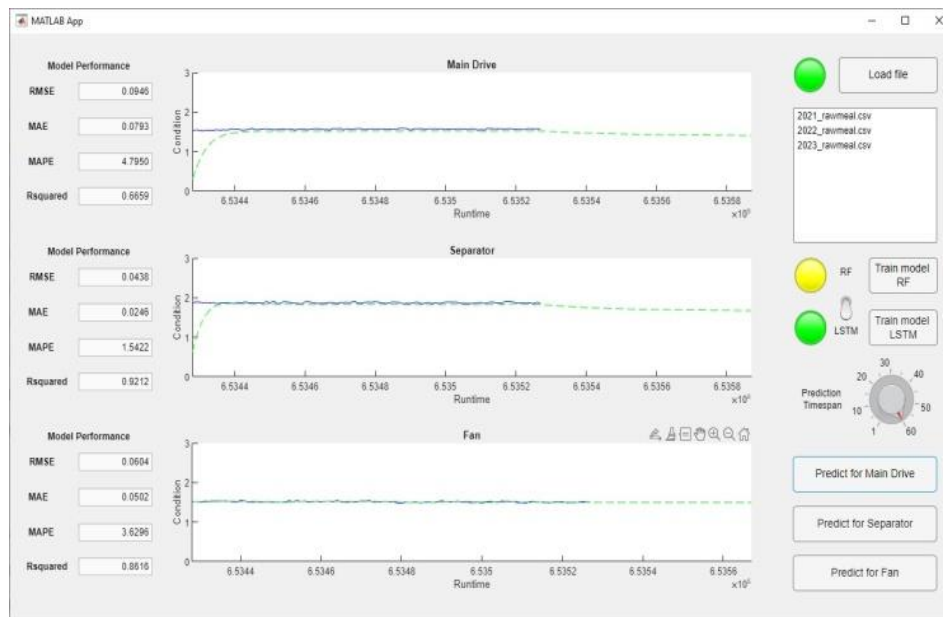 MATLAB App
Model Performance
RMSE 0.0946
MAE 0.0793
MAPE 4.7950
Rsquared 0.6659
Main Drive
3
2
1
0
Condition
6.5344 6.5346 6.5348 6.535 6.5352 6.5354 6.5356 6.5358
Runtime
Model Performance
RMSE 0.0438
MAE 0.0246
MAPE 1.5422
Rsquared 0.9212
Separator
3
2
1
0
Condition
6.5344 6.5346 6.5348 6.535 6.5352 6.5354 6.5356 6.5358
Runtime
Model Performance
RMSE 0.0604
MAE 0.0502
MAPE 3.6296
Rsquared 0.8616
Fan
3
2
1
0
Condition
6.5344 6.5346 6.5348 6.535 6.5352 6.5354 6.5356
Runtime
Load file
2021_rawmeal.csv
2022_rawmeal.csv
2023_rawmeal.csv
RF
LSTM
Train model
RF
Train model
LSTM
Prediction
Timespan
1 10 20 30 40 50 60
Predict for Main Drive
Predict for Separator
Predict for Fan